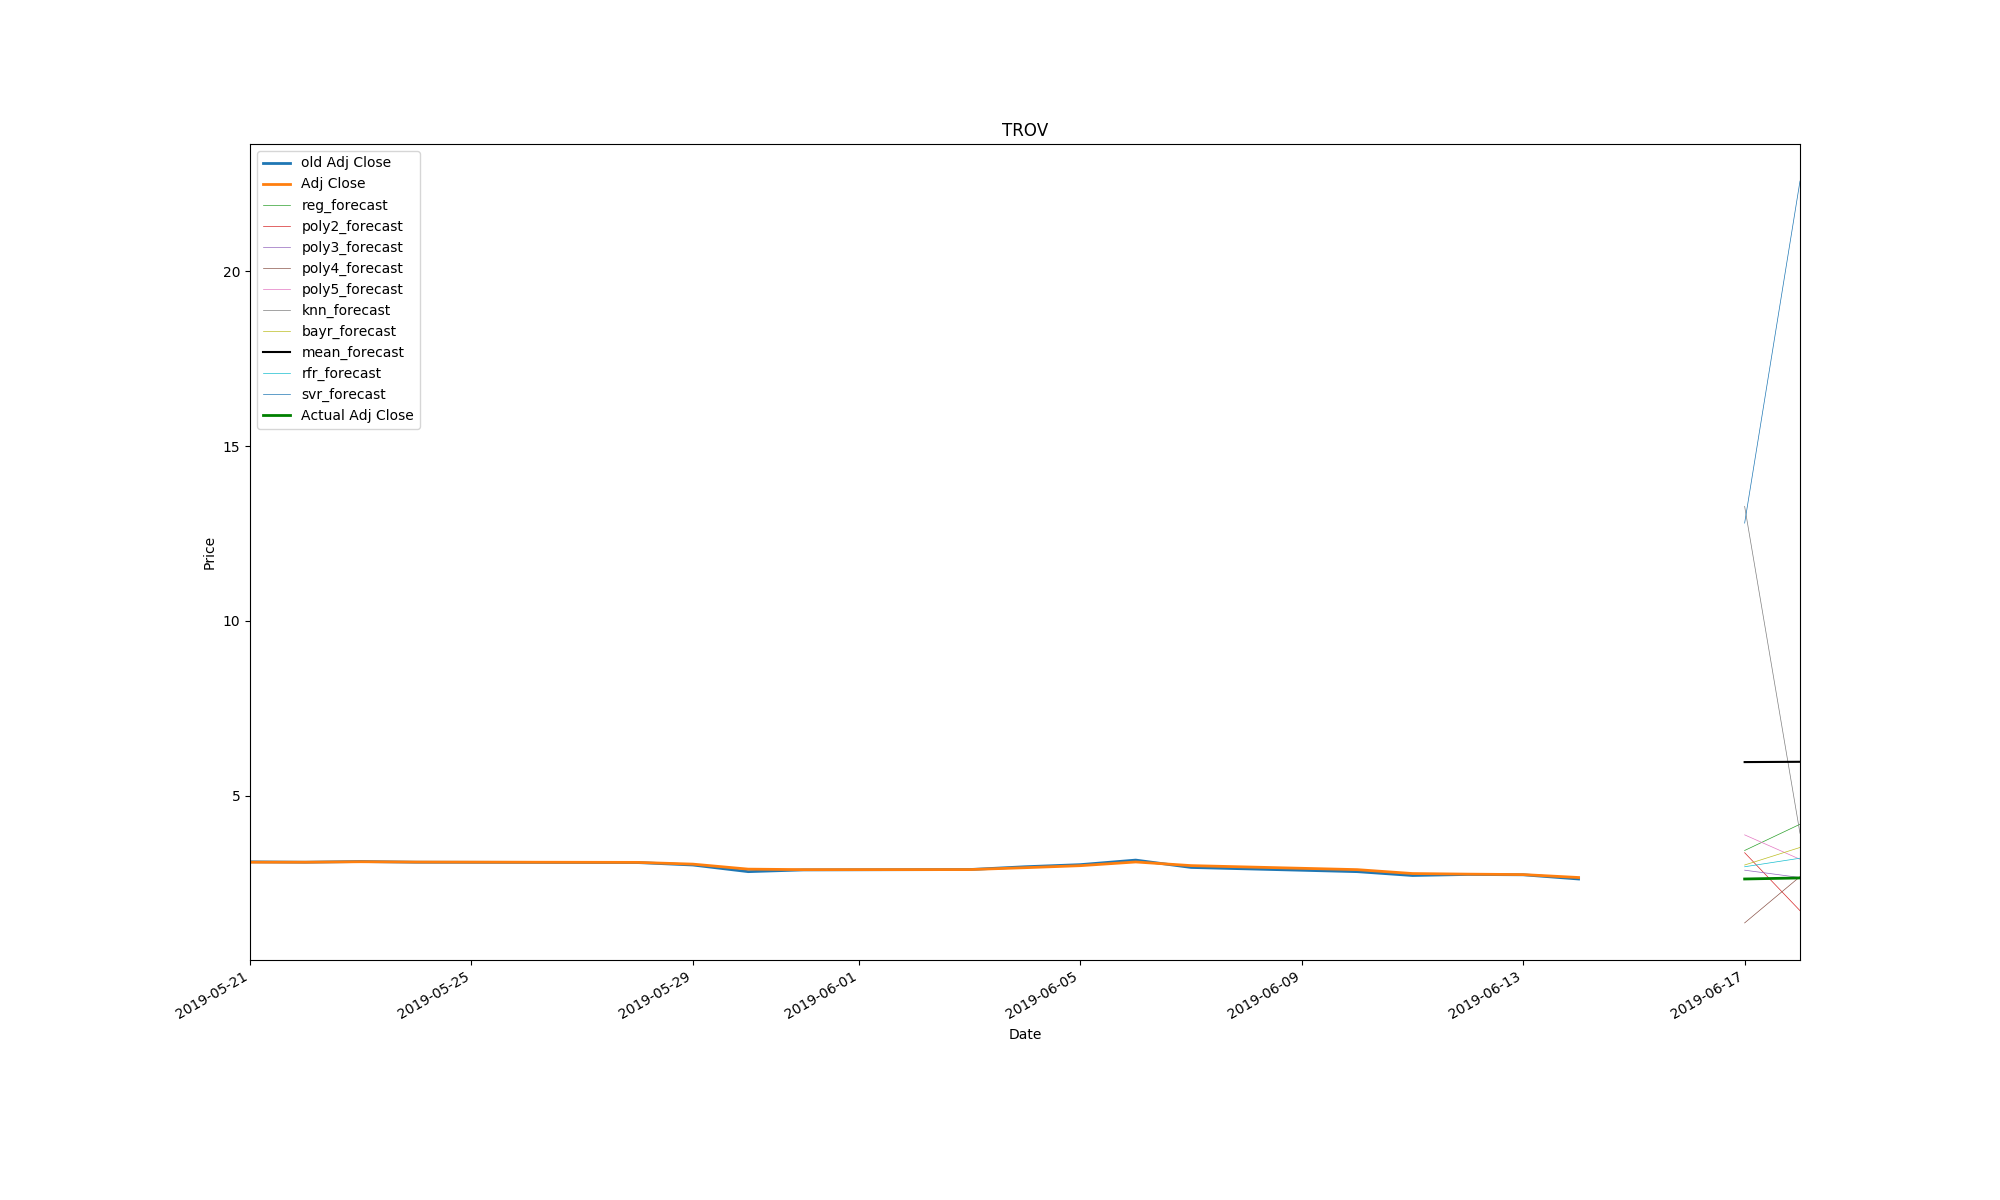 TROV
old Adj Close
Adj Close
reg_forecast
poly2_forecast
poly3_forecast
poly4_forecast
poly5_forecast
knn_forecast
bayr_forecast
mean_forecast
rfr_forecast
svr_forecast
Actual Adj Close
20
15
10
5
Price
2019-05-21
2019-05-25
2019-05-29
2019-06-01
2019-06-05
2019-06-09
2019-06-13
2019-06-17
Date